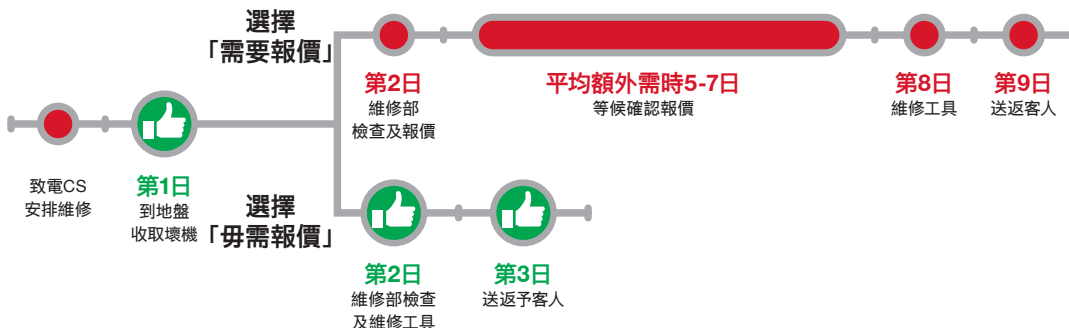 選擇
「需要報價」
第2日
維修部
檢查及報價
平均額外需時5-7日
等候確認報價
第8日
維修工具
第9日
送返客人
致電CS
安排維修
第1日
到地盤
收取壞機
選擇
「毋需報價」
第2日
維修部檢查
及維修工具
第3日
送返予客人